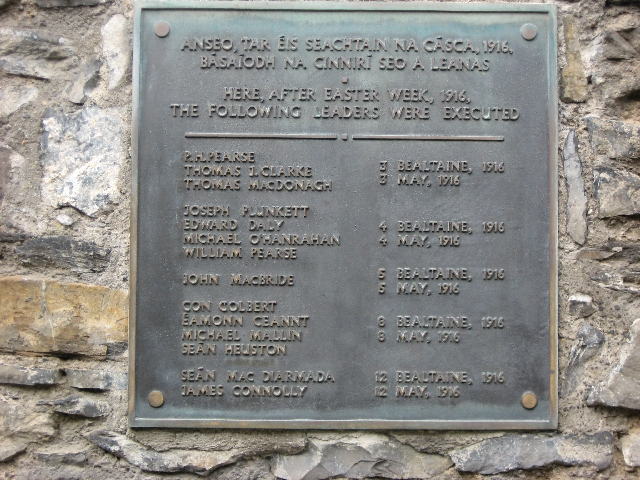 ANSEO, TAR ÉIS SEACHTAIN NA CÁSCA, 1916,
BÁSAÍODH NA CINNIRÍ SEO A LEANAS
HERE, AFTER EASTER WEEK, 1916,
THE FOLLOWING LEADERS WERE EXECUTED
P.H. PEARSE
THOMAS J. CLARKE 3 BEALTAINE, 1916
THOMAS MACDONAGH 3 MAY, 1916
JOSEPH PLUNKETT
EDWARD DALY 4 BEALTAINE, 1916
MICHAEL O'HANRAHAN 4 MAY, 1916
WILLIAM PEARSE
JOHN MACBRIDE 5 BEALTAINE, 1916
5 MAY, 1916
CON COLBERT
ÉAMONN CEANNT 8 BEALTAINE, 1916
MICHAEL MALLIN 8 MAY, 1916
SEÁN HEUSTON
SEÁN MAC DIARMADA 12 BEALTAINE, 1916
JAMES CONNOLLY 12 MAY, 1916